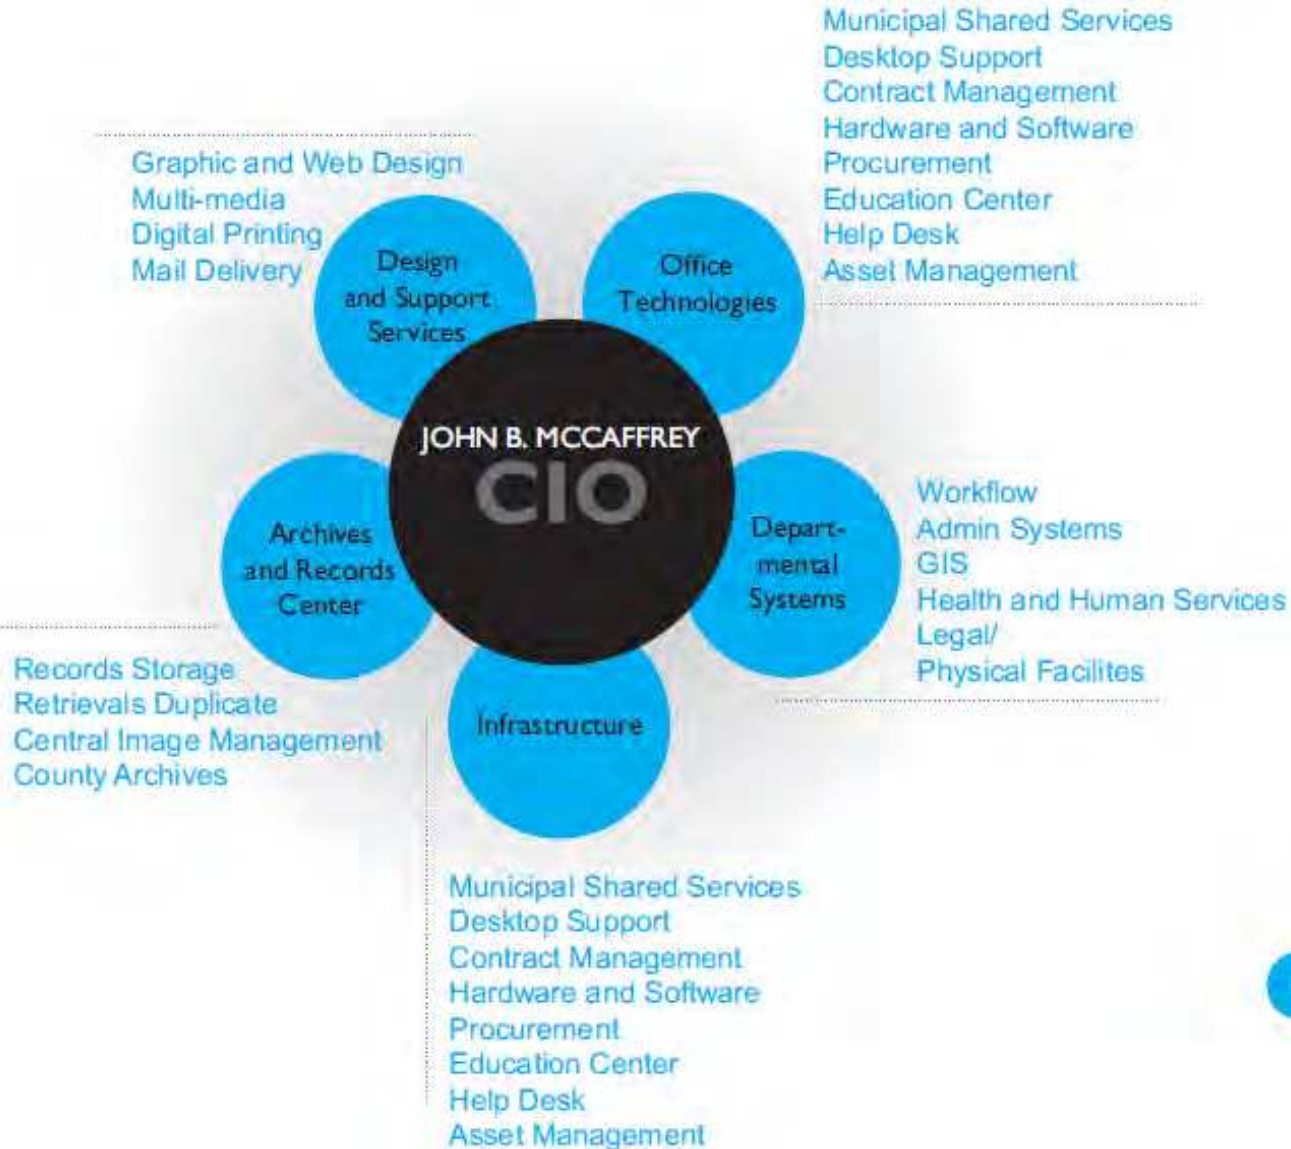 Municipal Shared Services
Desktop Support
Contract Management
Hardware and Software
Procurement
Education Center
Help Desk
Asset Management
Graphic and Web Design
Multi-media
Digital Printing
Mail Delivery
Design
and Support
Services
Office
Technologies
JOHN B. MCCAFFREY
CIO
Archives
and Records
Center
Depart-
mental
Systems
Workflow
Admin Systems
GIS
Health and Human Services
Legal/
Physical Facilites
Records Storage
Retrievals Duplicate
Central Image Management
County Archives
Infrastructure
Municipal Shared Services
Desktop Support
Contract Management
Hardware and Software
Procurement
Education Center
Help Desk
Asset Management